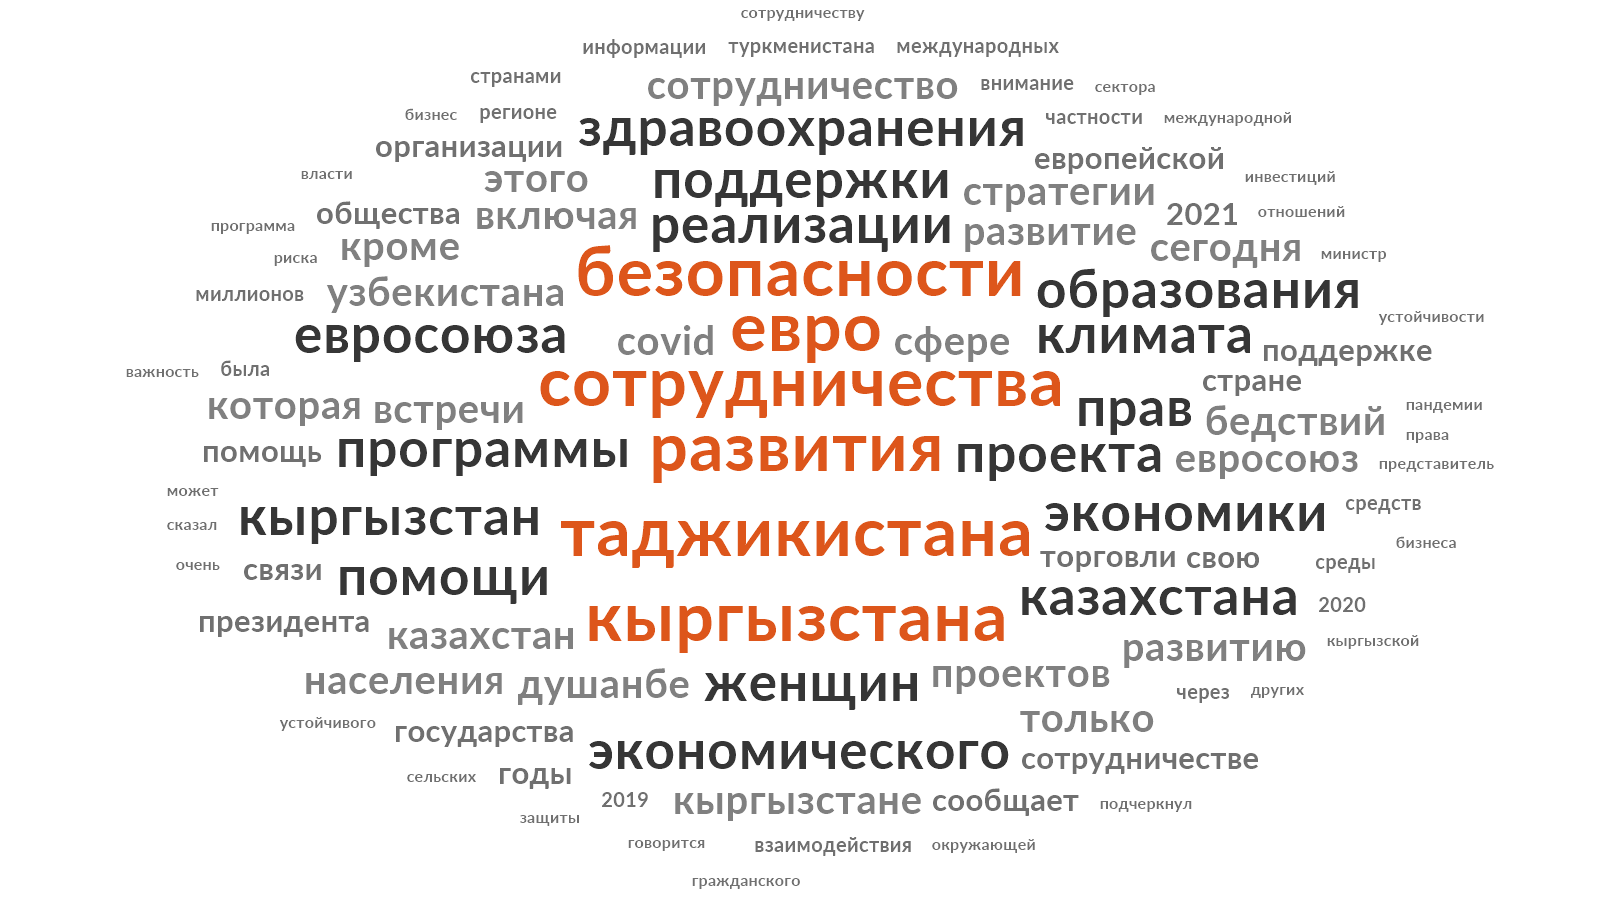 сотрудничеству
информации туркменистана международных
странами сотрудничество внимание сектора
бизнес регионе здравоохранения частности международной
организации европейской
власти этого поддержки стратегии инвестиций
программа общества включая реализации развитие 2021 отношений
риска кроме сегодня министр
миллионов узбекистана безопасности образования
евросоюза covid евро сфере климата устойчивости
поддержке
важность была сотрудничества стране
которая встречи прав бедствий пандемии
права
помощь программы развития проекта евросоюз представитель
может
сказал кыргызстан таджикистана экономики средств
бизнеса
очень связи помощи торговли свою среды
казахстана 2020
президента казахстан кыргызстана развитию кыргызской
населения душанбе женщин проектов через других
устойчивого государства только
экономического сотрудничестве
сельских годы
2019 кыргызстане сообщает подчеркнул
защиты
говорится взаимодействия окружающей
гражданского